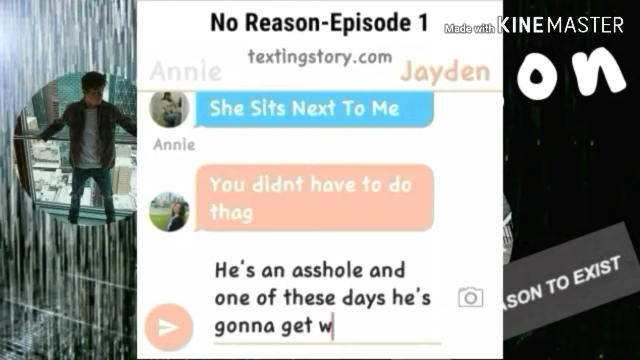 No Reason-Episode 1
Made with KINEMASTER
textingstory.com
Annie
Jayden
on
She Sits Next To Me
Annie
You didnt have to do
thag
He's an asshole and
one of these days he's
gonna get w
SON TO EXIST